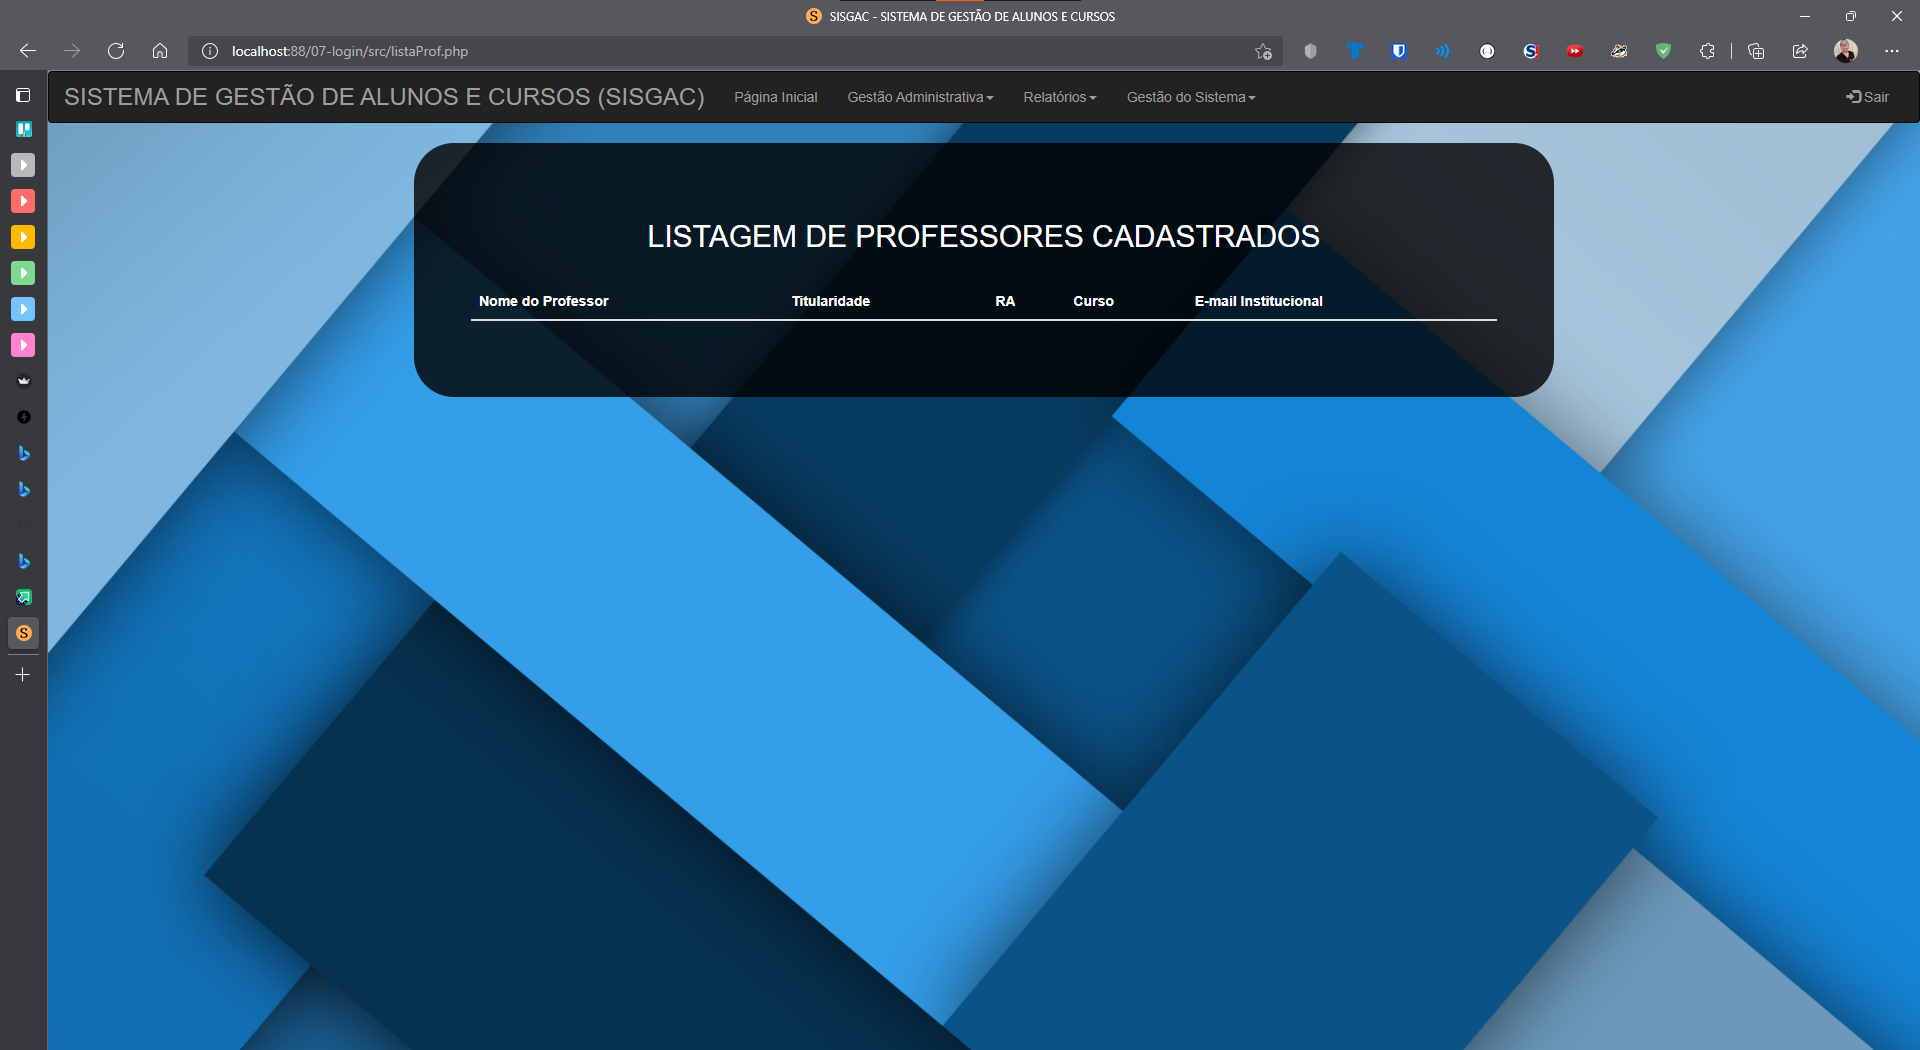 SISGAC - SISTEMA DE GESTÃO DE ALUNOS E CURSOS
localhost:88/07-login/src/listaProf.php
SISTEMA DE GESTÃO DE ALUNOS E CURSOS (SISGAC) Página Inicial Gestão Administrativa Relatórios Gestão do Sistema Sair
LISTAGEM DE PROFESSORES CADASTRADOS
Nome do Professor Titularidade RA Curso E-mail Institucional